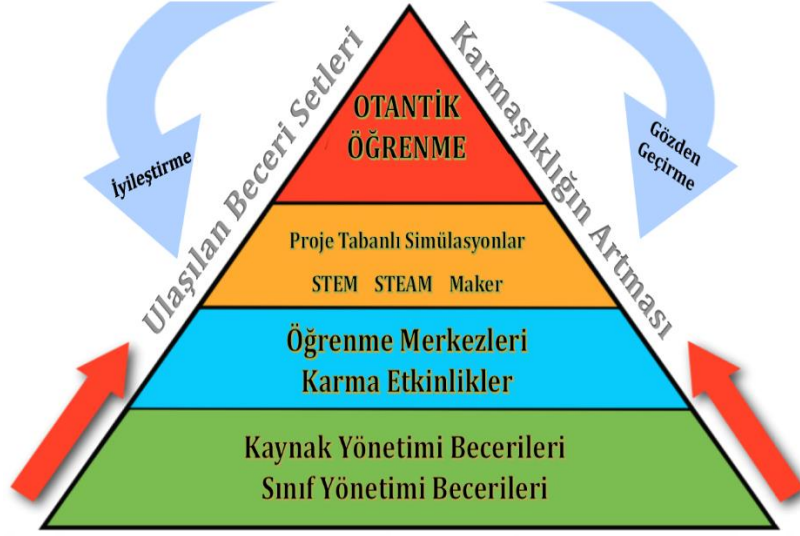 Ulaşılan Beceri Setleri
Karmaşıklığın Artması
İyileştirme
Gözden
Geçirme
OTANTİK
ÖĞRENME
Proje Tabanlı Simülasyonlar
STEM STEAM Maker
Öğrenme Merkezleri
Karma Etkinlikler
Kaynak Yönetimi Becerileri
Sınıf Yönetimi Becerileri